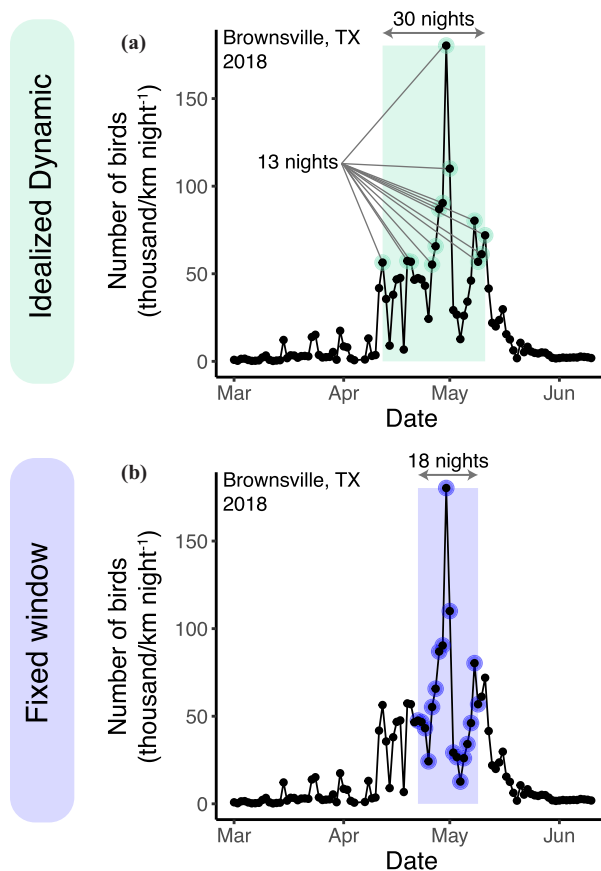 Idealized Dynamic
(a)
30 nights
Brownsville, TX
2018
13 nights
Number of birds
(thousand/km night⁻¹)
150
100
50
0
Mar
Apr
May
Jun
Date
Fixed window
(b)
18 nights
Brownsville, TX
2018
Number of birds
(thousand/km night⁻¹)
150
100
50
0
Mar
Apr
May
Jun
Date